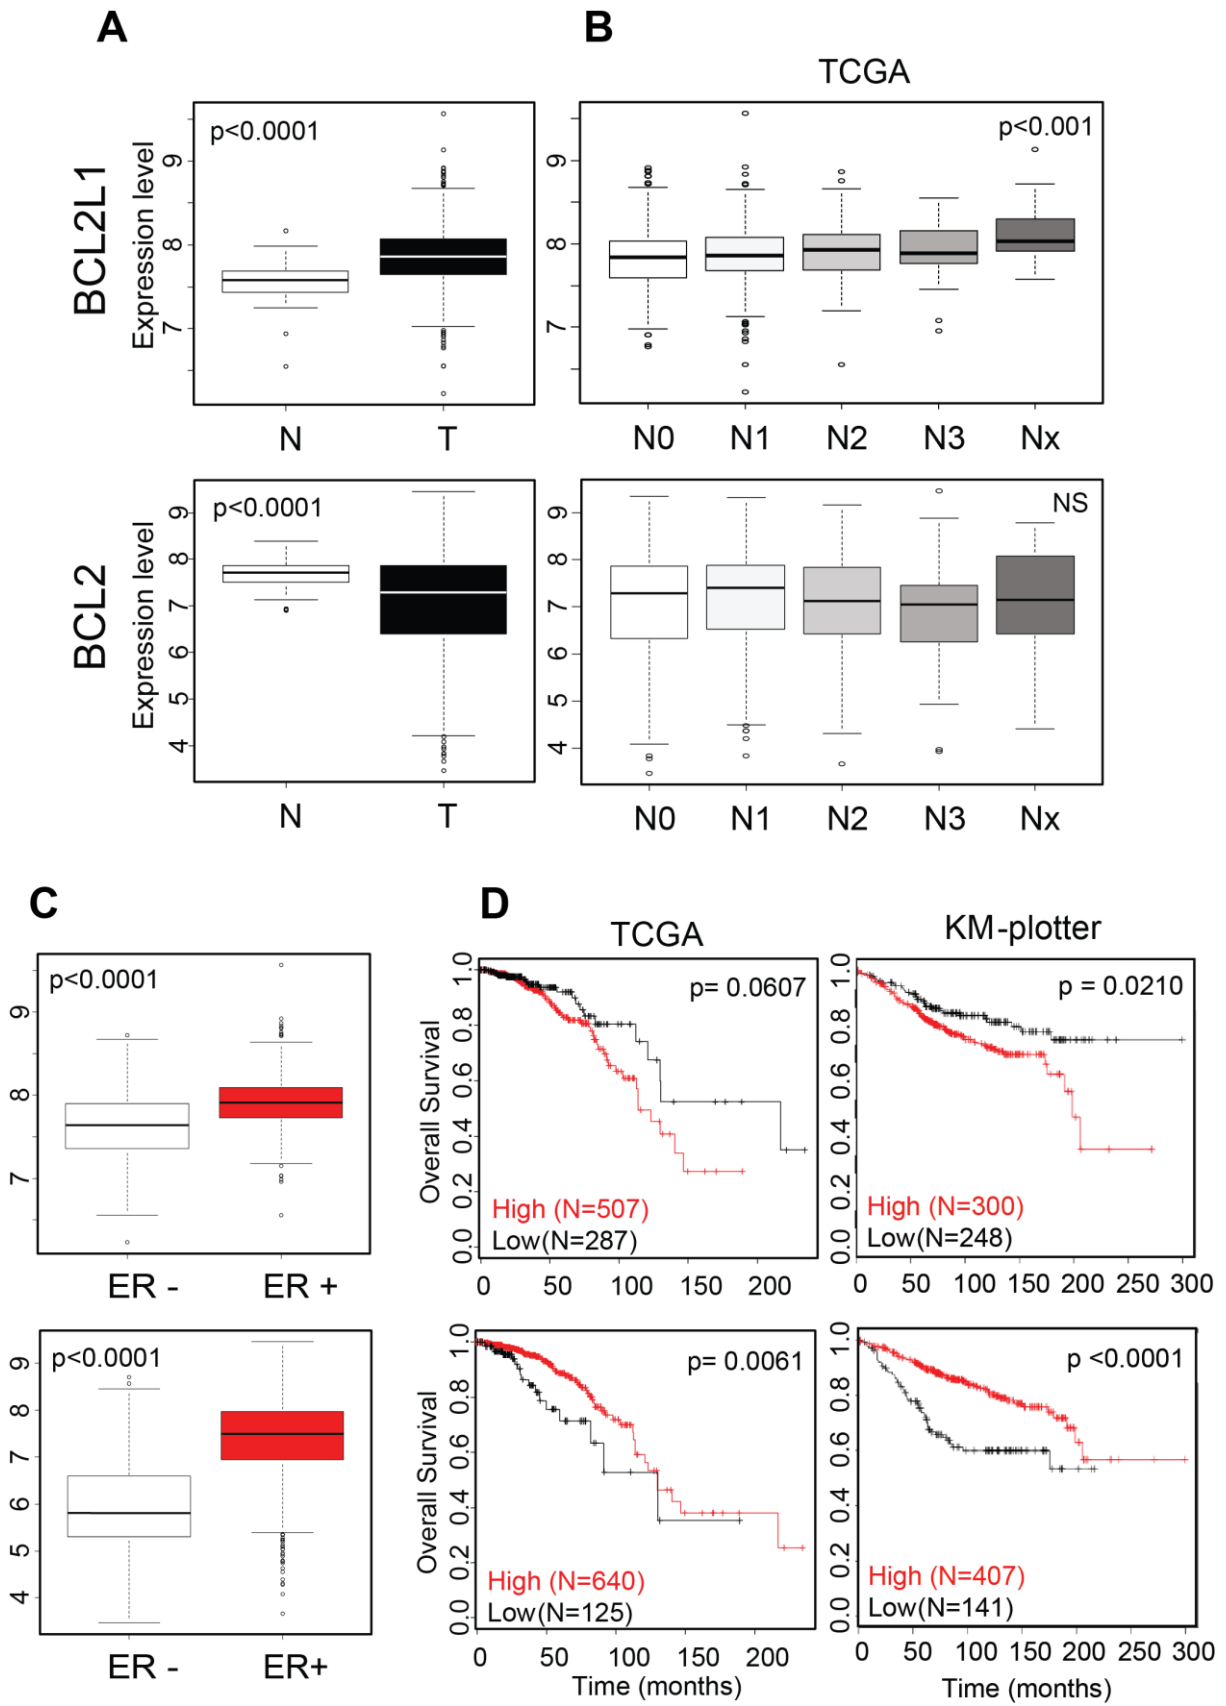 A
B
TCGA
BCL2L1
Expression level
p<0.0001
9
8
7
N
T
p<0.001
9
8
7
N0 N1 N2 N3 Nx
BCL2
Expression level
p<0.0001
9
8
7
6
5
4
N
T
NS
9
8
7
6
5
4
N0 N1 N2 N3 Nx
C
p<0.0001
9
8
7
ER - ER +
p<0.0001
9
8
7
6
5
4
ER - ER+
D
TCGA
KM-plotter
Overall Survival
1.0
0.8
0.6
0.4
0.2
0.0
p= 0.0607
High (N=507)
Low(N=287)
0 50 100 150 200
1.0
0.8
0.6
0.4
0.2
0.0
p = 0.0210
High (N=300)
Low(N=248)
0 50 100 150 200 250 300
Overall Survival
1.0
0.8
0.6
0.4
0.2
0.0
p= 0.0061
High (N=640)
Low(N=125)
0 50 100 150 200
Time (months)
1.0
0.8
0.6
0.4
0.2
0.0
p <0.0001
High (N=407)
Low(N=141)
0 50 100 150 200 250 300
Time (months)